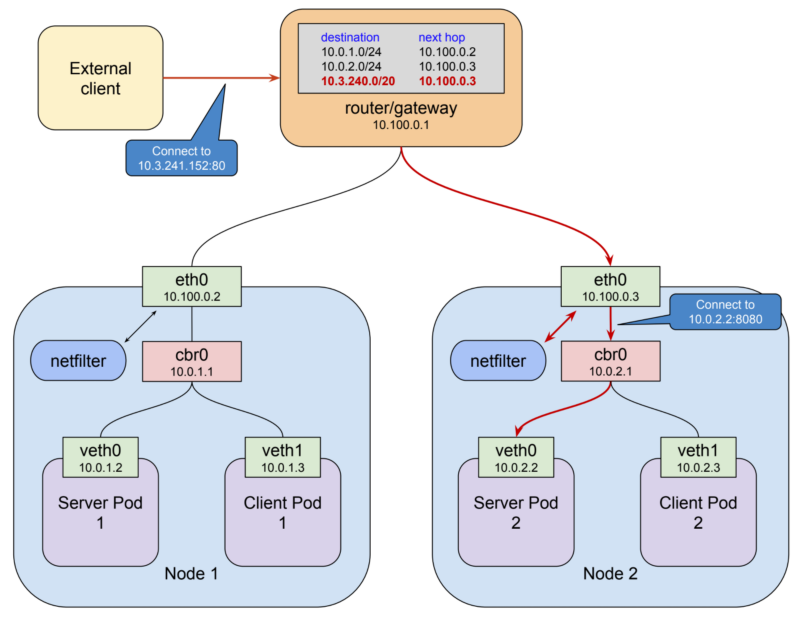 External
client
destination next hop
10.0.1.0/24 10.100.0.2
10.0.2.0/24 10.100.0.3
10.3.240.0/20 10.100.0.3
router/gateway
10.100.0.1
Connect to
10.3.241.152:80
eth0
10.100.0.2
netfilter
cbr0
10.0.1.1
veth0
10.0.1.2
veth1
10.0.1.3
Server Pod
1
Client Pod
1
Node 1
eth0
10.100.0.3
Connect to
10.0.2.2:8080
netfilter
cbr0
10.0.2.1
veth0
10.0.2.2
veth1
10.0.2.3
Server Pod
2
Client Pod
2
Node 2